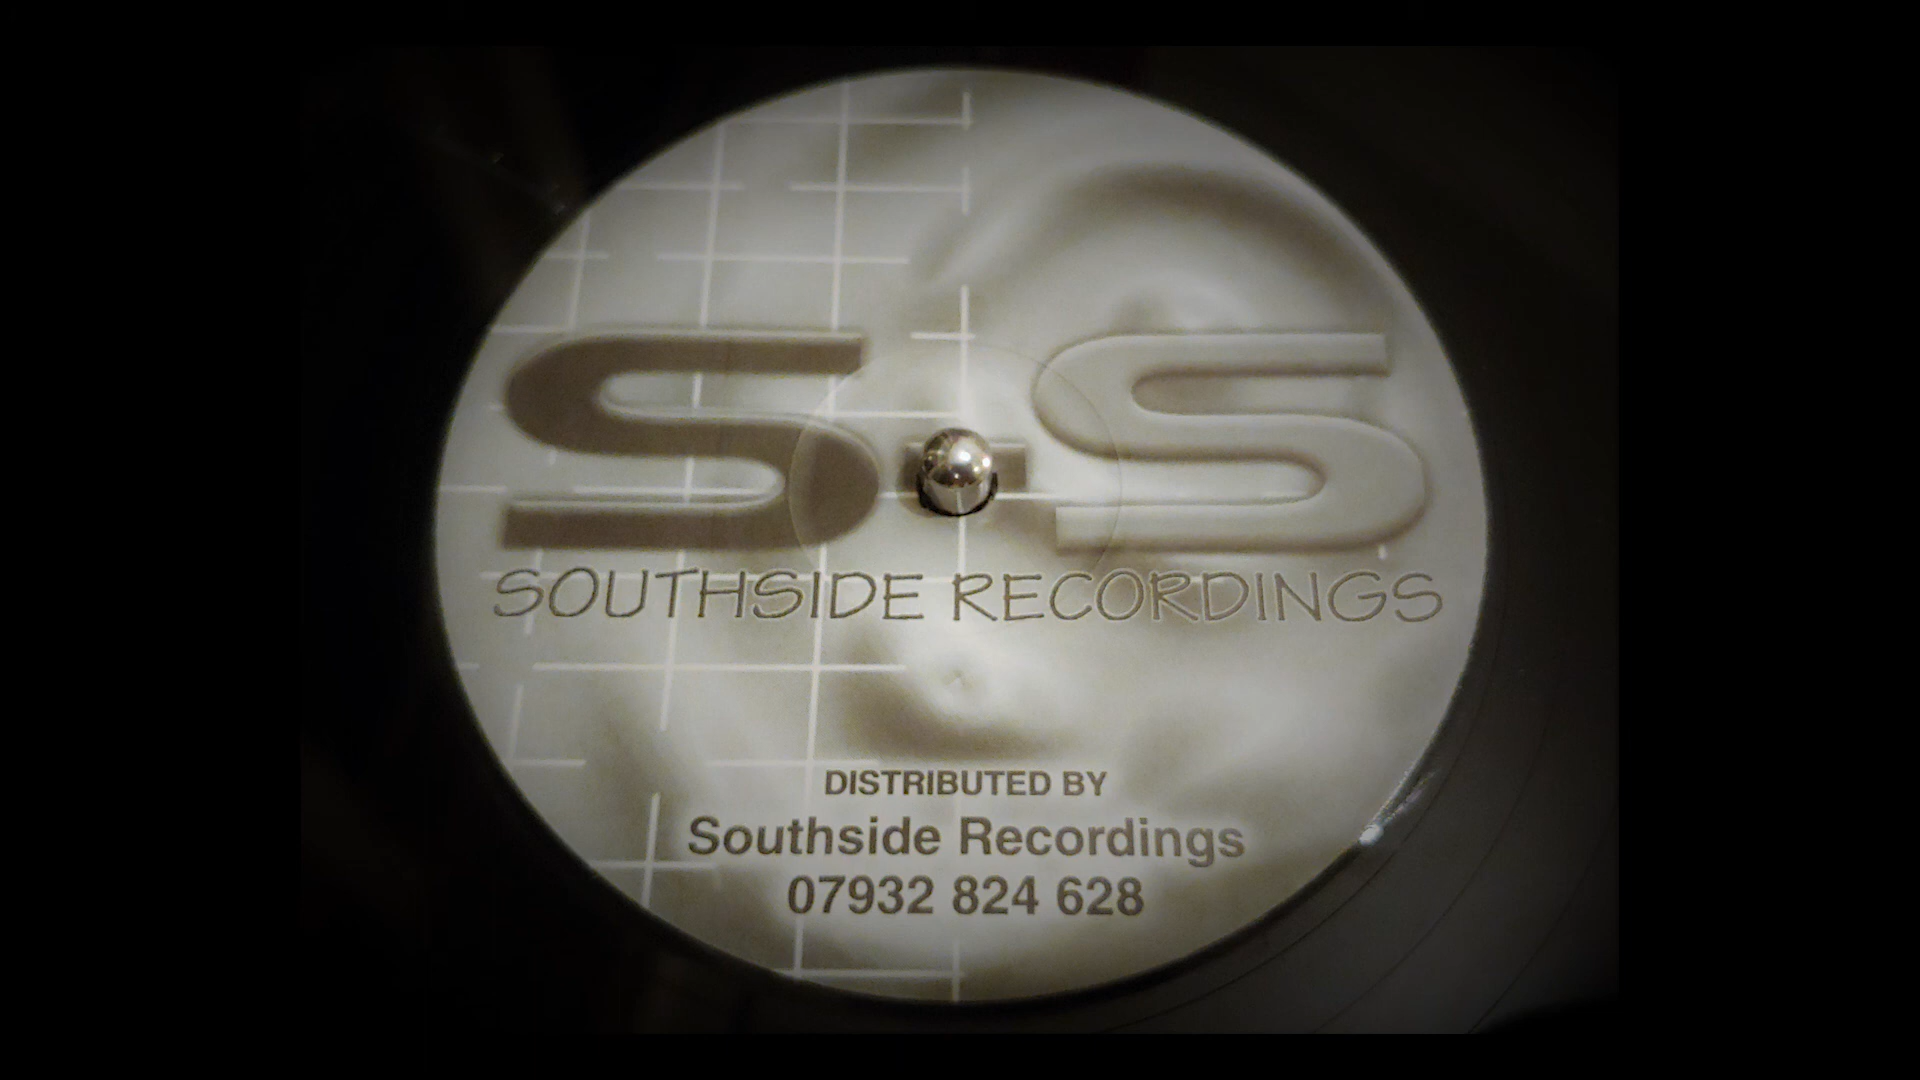 S-S
SOUTHSIDE RECORDINGS
DISTRIBUTED BY
Southside Recordings
07932 824 628